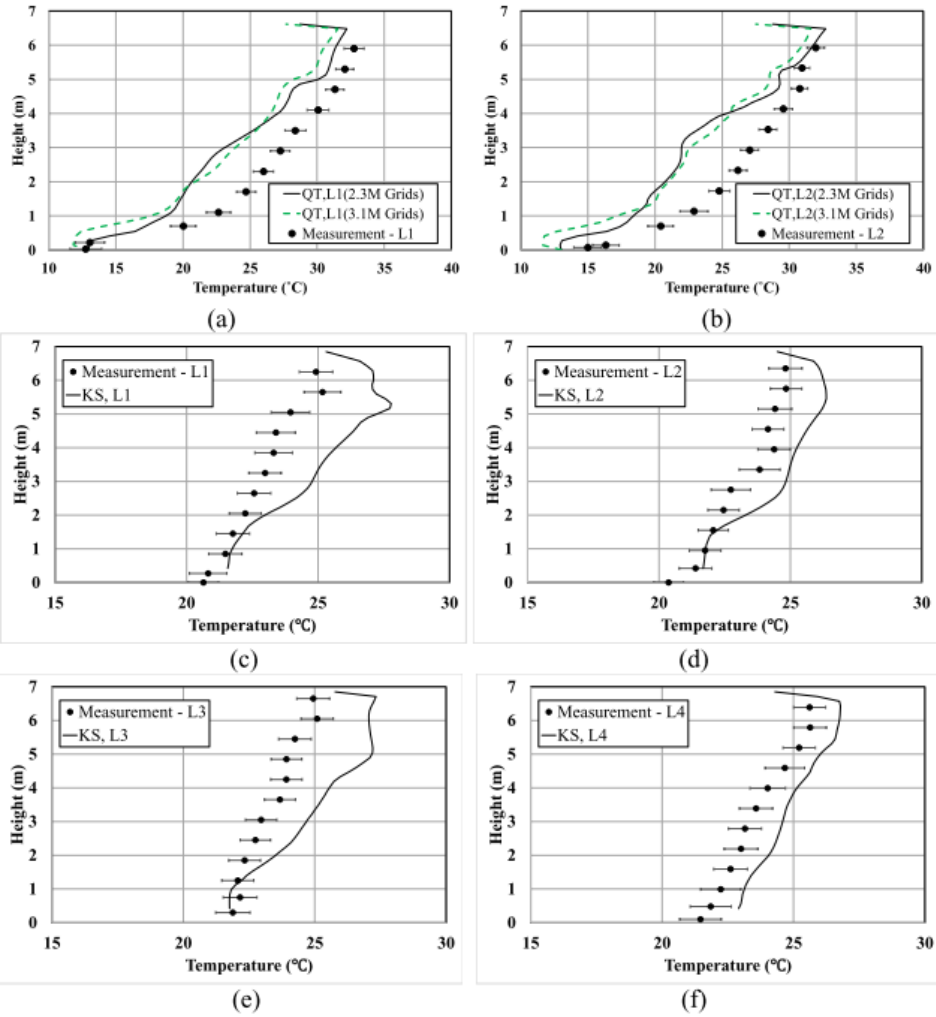 7
6
5
4
3
2
1
0
Height (m)
QT,L1(2.3M Grids)
QT,L1(3.1M Grids)
Measurement - L1
10 15 20 25 30 35 40
Temperature (˚C)
(a)
7
6
5
4
3
2
1
0
Height (m)
QT,L2(2.3M Grids)
QT,L2(3.1M Grids)
Measurement - L2
10 15 20 25 30 35 40
Temperature (˚C)
(b)
7
6
5
4
3
2
1
0
Height (m)
Measurement - L1
KS, L1
15 20 25 30
Temperature (℃)
(c)
7
6
5
4
3
2
1
0
Height (m)
Measurement - L2
KS, L2
15 20 25 30
Temperature (℃)
(d)
7
6
5
4
3
2
1
0
Height (m)
Measurement - L3
KS, L3
15 20 25 30
Temperature (℃)
(e)
7
6
5
4
3
2
1
0
Height (m)
Measurement - L4
KS, L4
15 20 25 30
Temperature (℃)
(f)